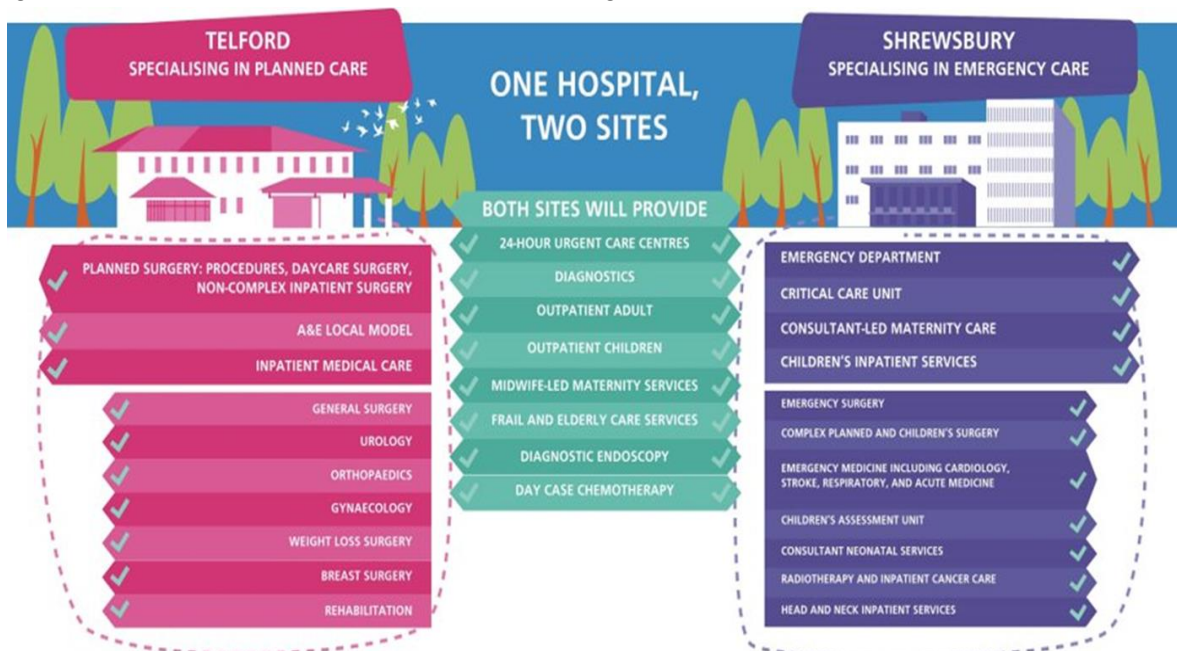 TELFORD
SPECIALISING IN PLANNED CARE
ONE HOSPITAL,
TWO SITES
SHREWSBURY
SPECIALISING IN EMERGENCY CARE
PLANNED SURGERY: PROCEDURES, DAYCARE SURGERY,
NON-COMPLEX INPATIENT SURGERY
A&E LOCAL MODEL
INPATIENT MEDICAL CARE
GENERAL SURGERY
UROLOGY
ORTHOPAEDICS
GYNAECOLOGY
WEIGHT LOSS SURGERY
BREAST SURGERY
REHABILITATION
BOTH SITES WILL PROVIDE
24-HOUR URGENT CARE CENTRES
DIAGNOSTICS
OUTPATIENT ADULT
OUTPATIENT CHILDREN
MIDWIFE-LED MATERNITY SERVICES
FRAIL AND ELDERLY CARE SERVICES
DIAGNOSTIC ENDOSCOPY
DAY CASE CHEMOTHERAPY
EMERGENCY DEPARTMENT
CRITICAL CARE UNIT
CONSULTANT-LED MATERNITY CARE
CHILDREN'S INPATIENT SERVICES
EMERGENCY SURGERY
COMPLEX PLANNED AND CHILDREN'S SURGERY
EMERGENCY MEDICINE INCLUDING CARDIOLOGY,
STROKE, RESPIRATORY, AND ACUTE MEDICINE
CHILDREN'S ASSESSMENT UNIT
CONSULTANT NEONATAL SERVICES
RADIOTHERAPY AND INPATIENT CANCER CARE
HEAD AND NECK INPATIENT SERVICES